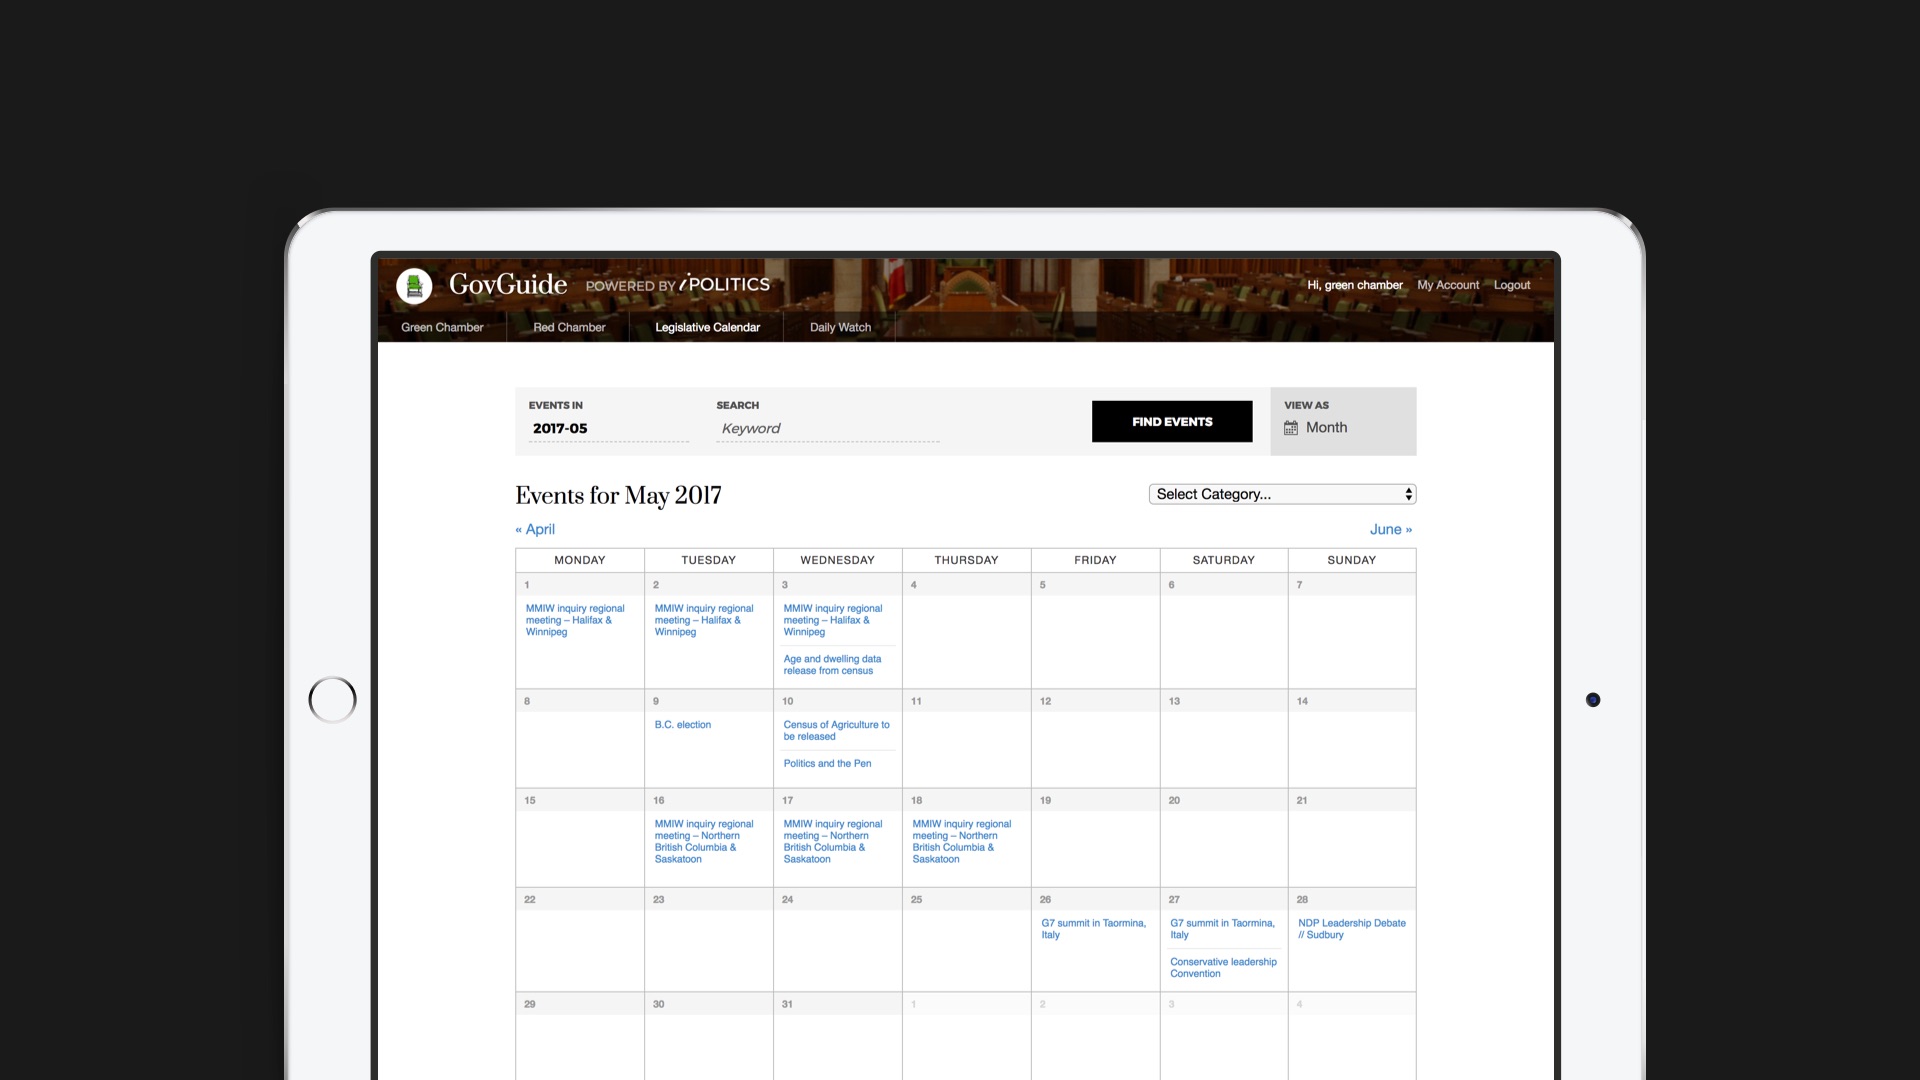 GovGuide POWERED BY iPOLITICS
Hi, green chamber My Account Logout
Green Chamber Red Chamber Legislative Calendar Daily Watch
EVENTS IN SEARCH VIEW AS
2017-05 Keyword FIND EVENTS Month
Events for May 2017
Select Category...
« April June »
MONDAY TUESDAY WEDNESDAY THURSDAY FRIDAY SATURDAY SUNDAY
1
MMIW inquiry regional
meeting – Halifax &
Winnipeg
2
MMIW inquiry regional
meeting – Halifax &
Winnipeg
3
MMIW inquiry regional
meeting – Halifax &
Winnipeg
Age and dwelling data
release from census
4
5
6
7
8
9
B.C. election
10
Census of Agriculture to
be released
Politics and the Pen
11
12
13
14
15
16
MMIW inquiry regional
meeting – Northern
British Columbia &
Saskatoon
17
MMIW inquiry regional
meeting – Northern
British Columbia &
Saskatoon
18
MMIW inquiry regional
meeting – Northern
British Columbia &
Saskatoon
19
20
21
22
23
24
25
26
G7 summit in Taormina,
Italy
27
G7 summit in Taormina,
Italy
Conservative leadership
Convention
28
NDP Leadership Debate
// Sudbury
29
30
31
1
2
3
4